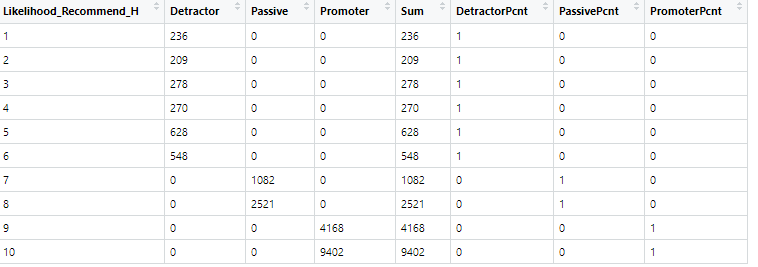 Likelihood_Recommend_H Detractor Passive Promoter Sum DetractorPcnt PassivePcnt PromoterPcnt
1 236 0 0 236 1 0 0
2 209 0 0 209 1 0 0
3 278 0 0 278 1 0 0
4 270 0 0 270 1 0 0
5 628 0 0 628 1 0 0
6 548 0 0 548 1 0 0
7 0 1082 0 1082 0 1 0
8 0 2521 0 2521 0 1 0
9 0 0 4168 4168 0 0 1
10 0 0 9402 9402 0 0 1